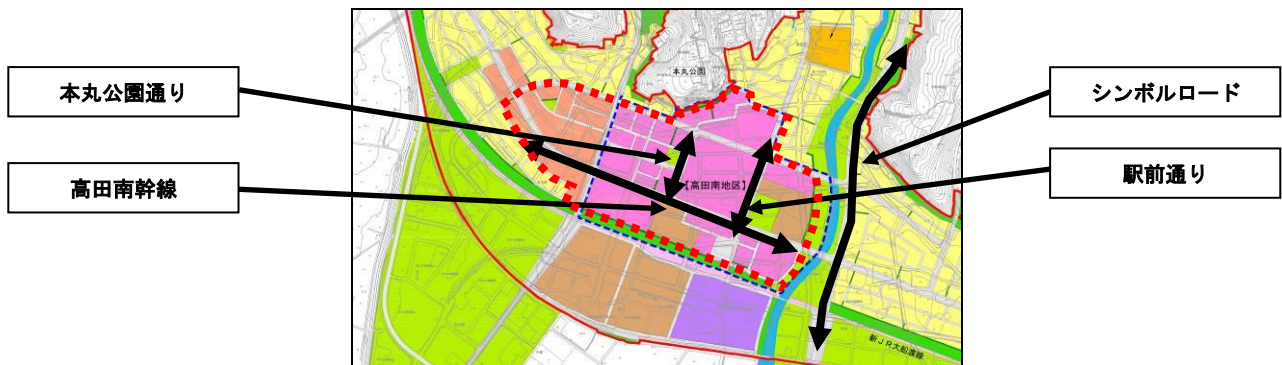 本丸公園通り
高田南幹線
シンボルロード
駅前通り
本丸公園
【高田南地区】
新JR大船渡線